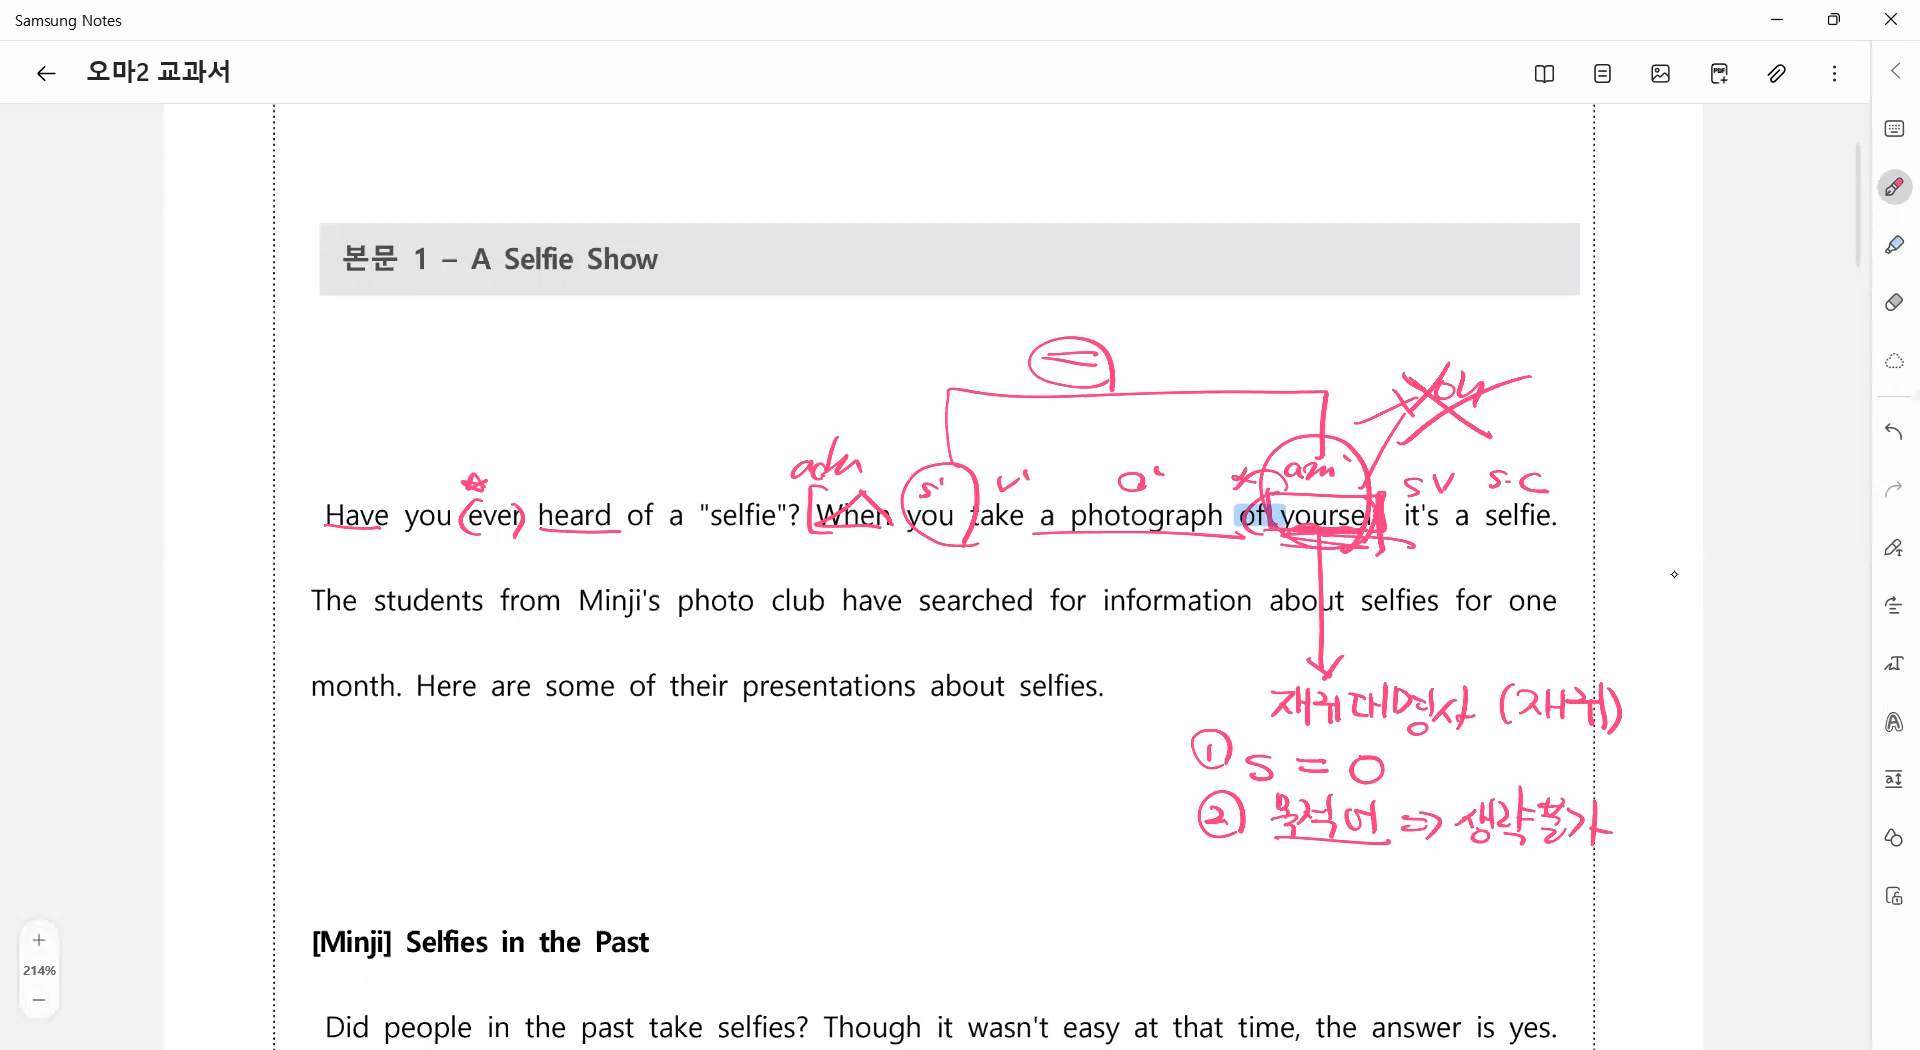 Samsung Notes
오마2 교과서
본문 1 – A Selfie Show
you
adv
s' v' o' am' s v s.c
Have you (ever) heard of a "selfie"? [When you take a photograph of yourself, it's a selfie.
The students from Minji's photo club have searched for information about selfies for one
month. Here are some of their presentations about selfies.
재귀대명사 (재귀)
① s = o
② 목적어 => 생략불가
[Minji] Selfies in the Past
214%
Did people in the past take selfies? Though it wasn't easy at that time, the answer is yes.